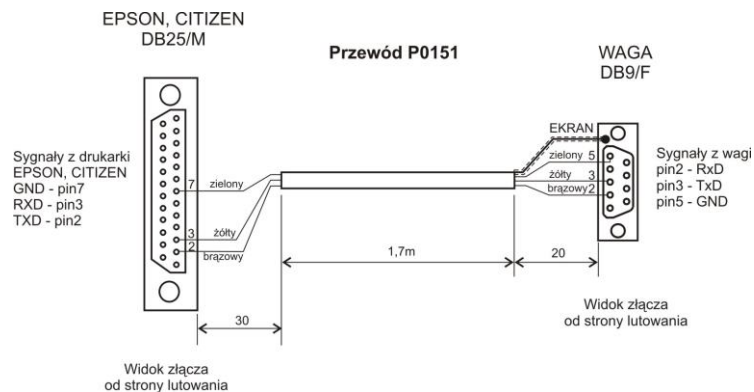 EPSON, CITIZEN
DB25/M
Przewód P0151
WAGA
DB9/F
Sygnały z drukarki
EPSON, CITIZEN
GND - pin7
RXD - pin3
TXD - pin2
7
zielony
3
żółty
2
brązowy
EKRAN
zielony 5
żółty 3
brązowy 2
Sygnały z wagi
pin2 - RxD
pin3 - TxD
pin5 - GND
1,7m
20
30
Widok złącza
od strony lutowania
Widok złącza
od strony lutowania